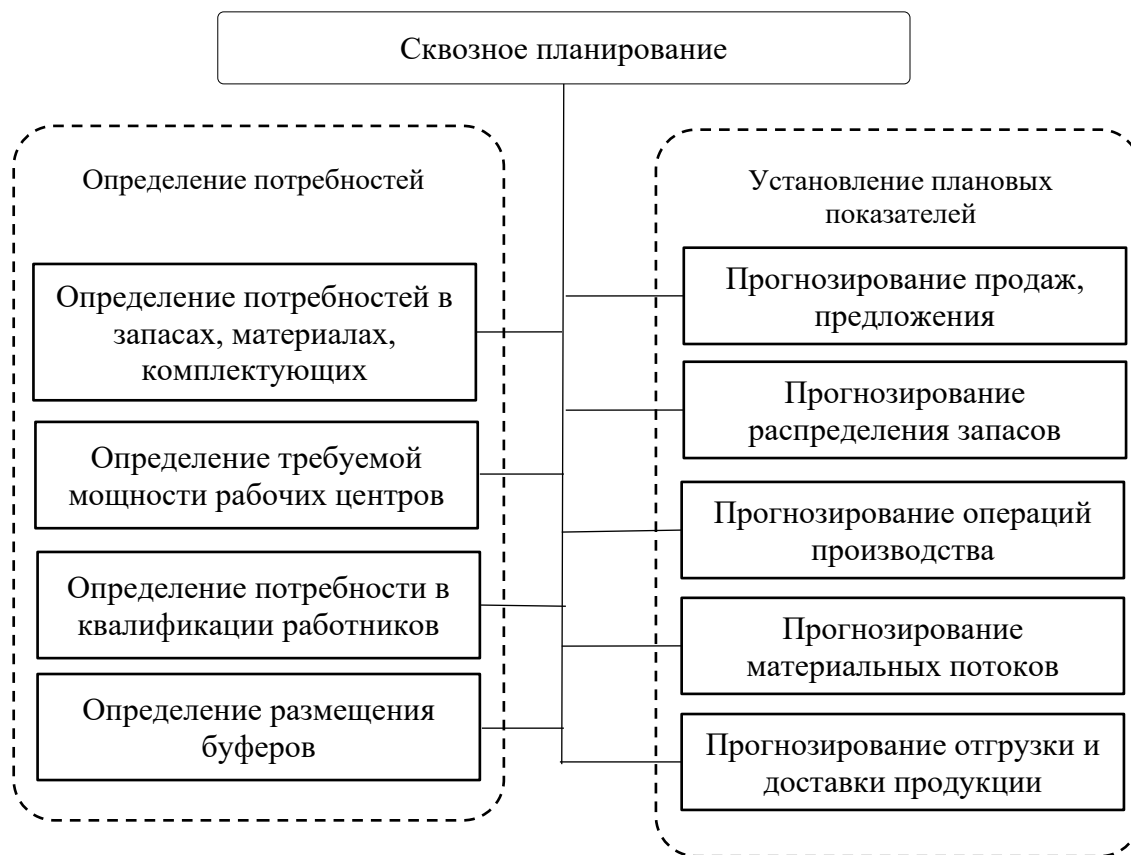 Сквозное планирование
Определение потребностей
Определение потребностей в
запасах, материалах,
комплектующих
Определение требуемой
мощности рабочих центров
Определение потребности в
квалификации работников
Определение размещения
буферов
Установление плановых
показателей
Прогнозирование продаж,
предложения
Прогнозирование
распределения запасов
Прогнозирование операций
производства
Прогнозирование
материальных потоков
Прогнозирование отгрузки и
доставки продукции